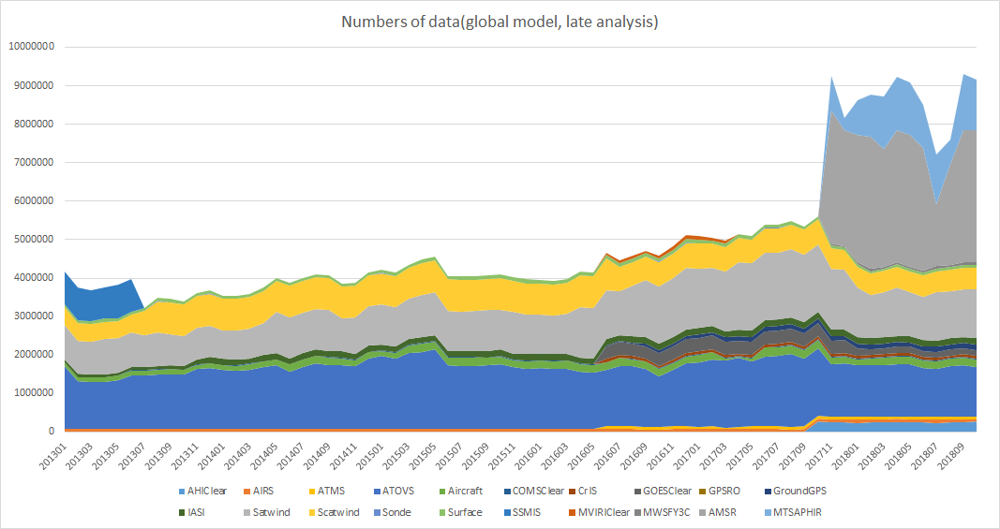 Numbers of data(global model, late analysis)
10000000
9000000
8000000
7000000
6000000
5000000
4000000
3000000
2000000
1000000
0
201301 201303 201305 201307 201309 201311 201401 201403 201405 201407 201409 201411 201501 201503 201505 201507 201509 201511 201601 201603 201605 201607 201609 201611 201701 201703 201705 201707 201709 201711 201801 201803 201805 201807 201809
AHIClear AIRS ATMS ATOVS Aircraft COMSClear CrIS GOESClear GPSRO GroundGPS
IASI Satwind Scatwind Sonde Surface SSMIS MVIRIClear MWSFY3C AMSR MTSAPHIR